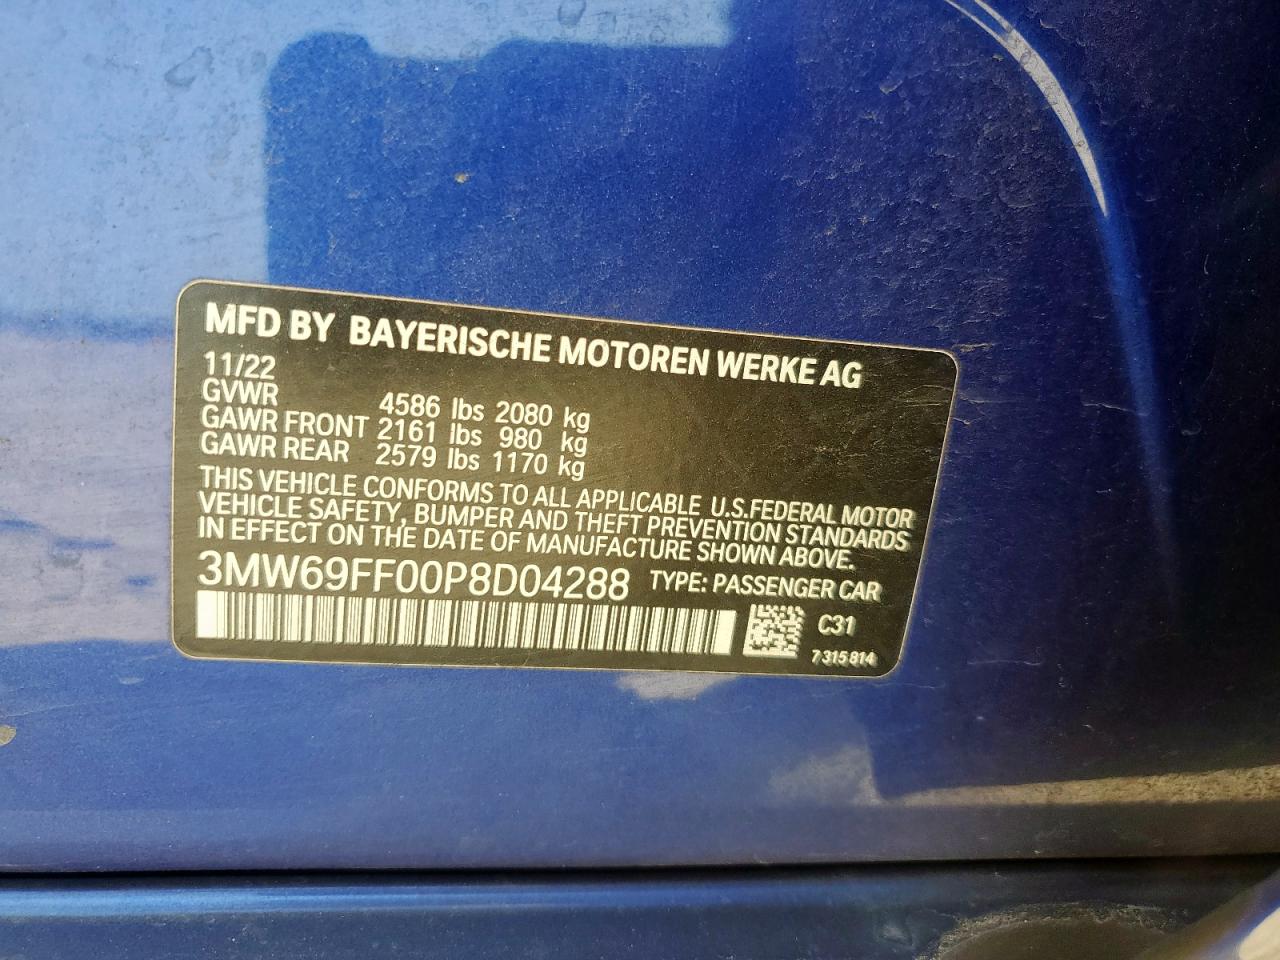 MFD BY BAYERISCHE MOTOREN WERKE AG
11/22
GVWR 4586 lbs 2080 kg
GAWR FRONT 2161 lbs 980 kg
GAWR REAR 2579 lbs 1170 kg
THIS VEHICLE CONFORMS TO ALL APPLICABLE U.S.FEDERAL MOTOR
VEHICLE SAFETY, BUMPER AND THEFT PREVENTION STANDARDS
IN EFFECT ON THE DATE OF MANUFACTURE SHOWN ABOVE.
3MW69FF00P8D04288 TYPE: PASSENGER CAR
C31
7 315 814